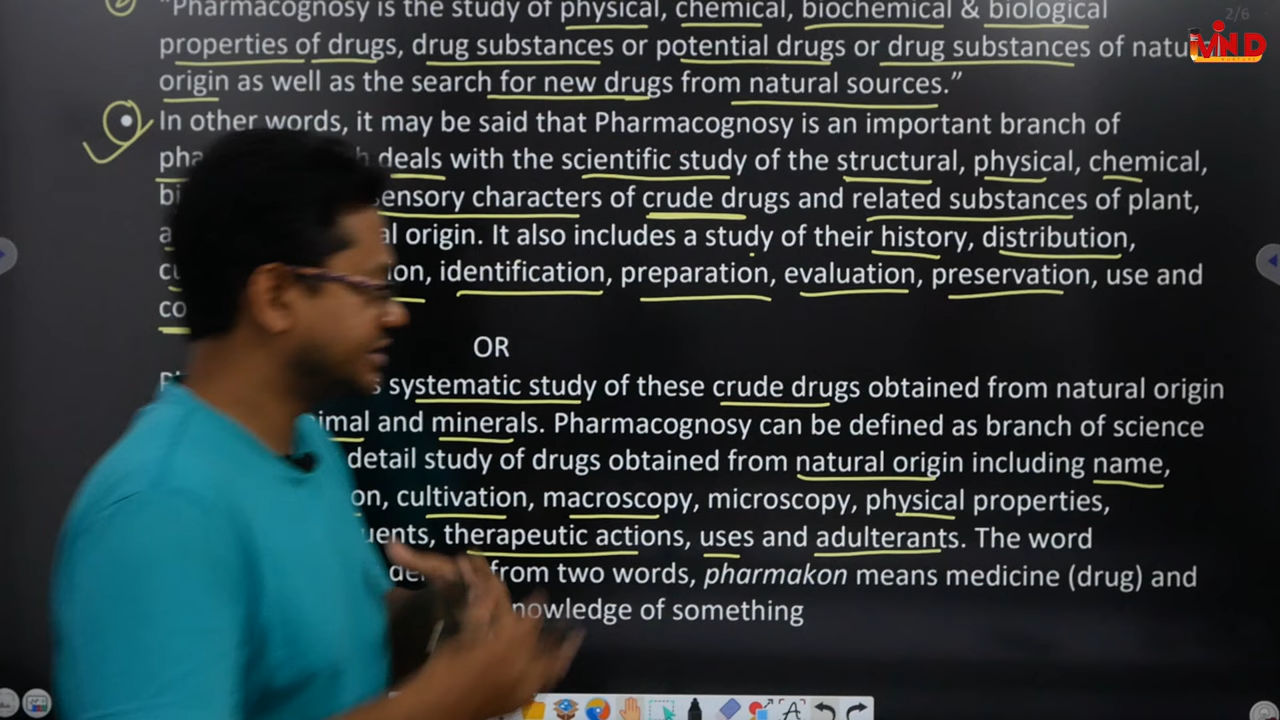 "Pharmacognosy is the study of physical, chemical, biochemical & biological
2/6
properties of drugs, drug substances or potential drugs or drug substances of
MIND
origin as well as the search for new drugs from natural sources."
In other words, it may be said that Pharmacognosy is an important branch of
deals with the scientific study of the structural, physical, chemical,
characters of crude drugs and related substances of plant,
origin. It also includes a study of their history, distribution,
identification, preparation, evaluation, preservation, use and
OR
systematic study of these crude drugs obtained from natural origin
and minerals. Pharmacognosy can be defined as branch of science
detail study of drugs obtained from natural origin including name,
cultivation, macroscopy, microscopy, physical properties,
therapeutic actions, uses and adulterants. The word
from two words, pharmakon means medicine (drug) and
of something